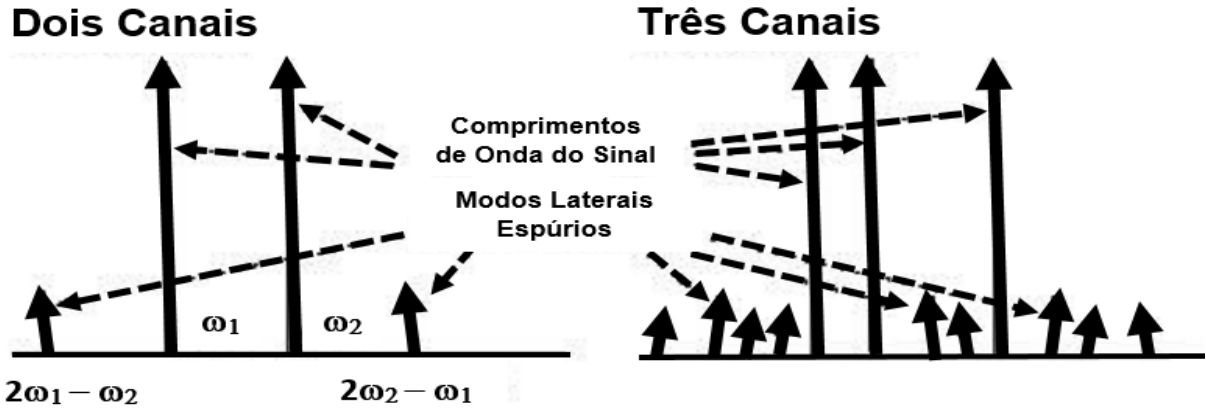 Dois Canais
Três Canais
Comprimentos
de Onda do Sinal
Modos Laterais
Espúrios
ω1
ω2
2ω1 – ω2
2ω2 – ω1